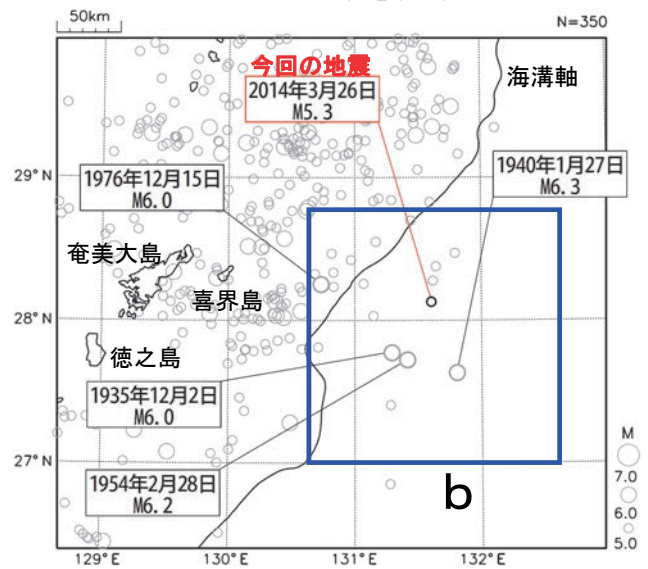 50km
N=350
今回の地震
2014年3月26日
M5.3
海溝軸
1940年1月27日
M6.3
29°N
1976年12月15日
M6.0
奄美大島
喜界島
28°N
徳之島
1935年12月2日
M6.0
M
27°N
1954年2月28日
M6.2
b
7.0
6.0
5.0
129°E
130°E
131°E
132°E